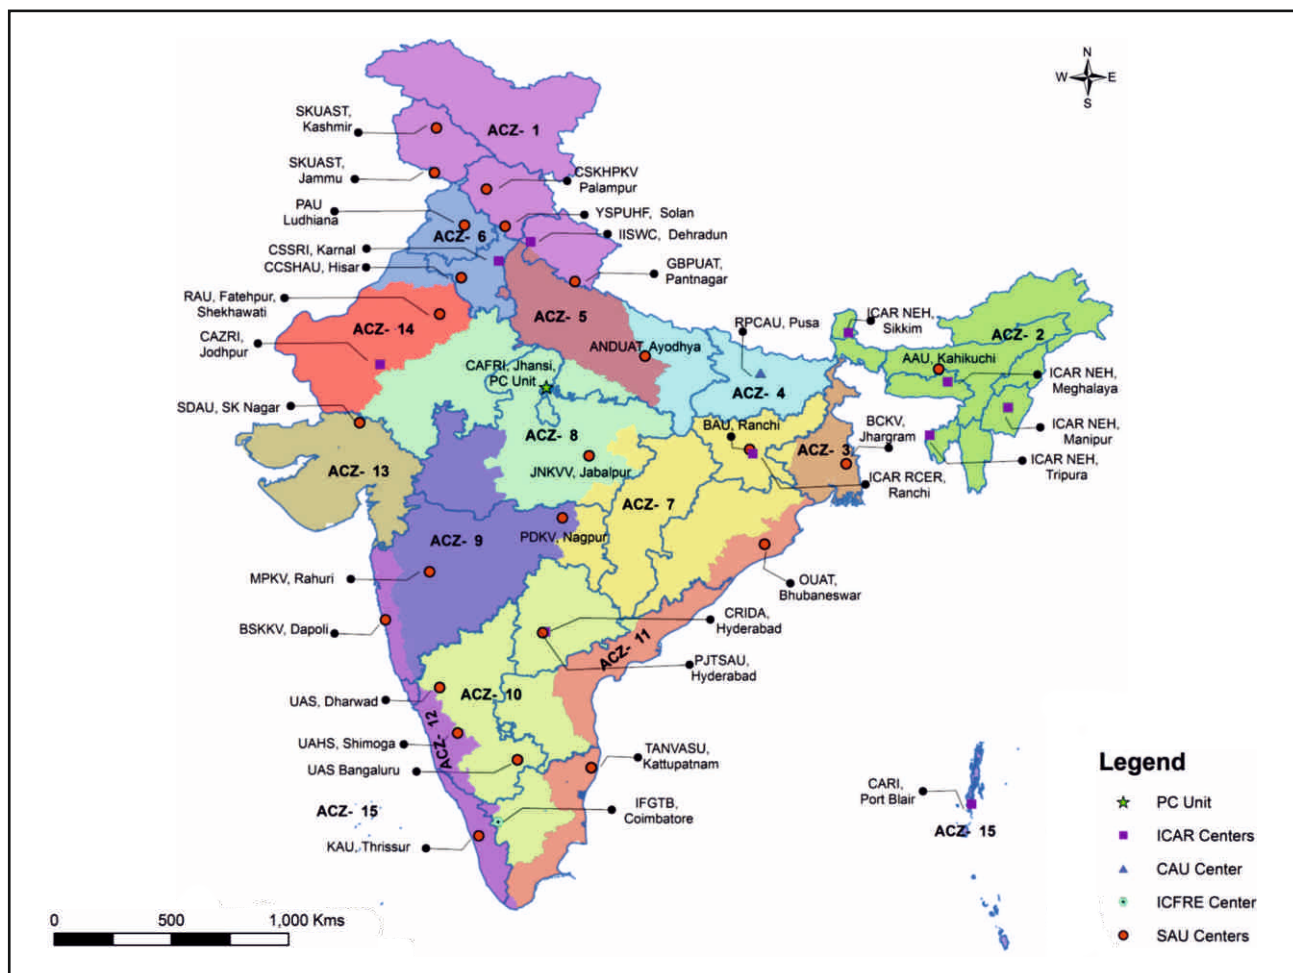 N
W
E
S
SKUAST,
Kashmir
ACZ- 1
SKUAST,
Jammu
CSKHPKV
Palampur
PAU
Ludhiana
YSPUHF, Solan
ACZ- 6
IISWC, Dehradun
CSSRI, Karnal
CCSHAU, Hisar
GBPUAT,
Pantnagar
RAU, Fatehpur,
Shekhawati
ACZ- 14
ACZ- 5
RPCAU, Pusa
ICAR NEH,
Sikkim
ACZ- 2
CAZRI,
Jodhpur
ANDUAT, Ayodhya
AAU, Kahikuchi
CAFRI, Jhansi,
PC Unit
ICAR NEH,
Meghalaya
ACZ- 4
SDAU, SK Nagar
BAU, Ranchi
BCKV,
Jhargram
ICAR NEH,
Manipur
ACZ- 8
ACZ- 3
ACZ- 13
JNKVV, Jabalpur
ICAR NEH,
Tripura
ICAR RCER,
Ranchi
ACZ- 7
ACZ- 9
PDKV, Nagpur
MPKV, Rahuri
OUAT,
Bhubaneswar
BSKKV, Dapoli
CRIDA,
Hyderabad
ACZ- 11
PJTSAU,
Hyderabad
UAS, Dharwad
ACZ- 10
ACZ- 12
UAHS, Shimoga
TANVASU,
Kattupatnam
UAS Bangaluru
ACZ- 15
IFGTB,
Coimbatore
KAU, Thrissur
CARI,
Port Blair
ACZ- 15
Legend
PC Unit
ICAR Centers
CAU Center
ICFRE Center
SAU Centers
0 500 1,000 Kms